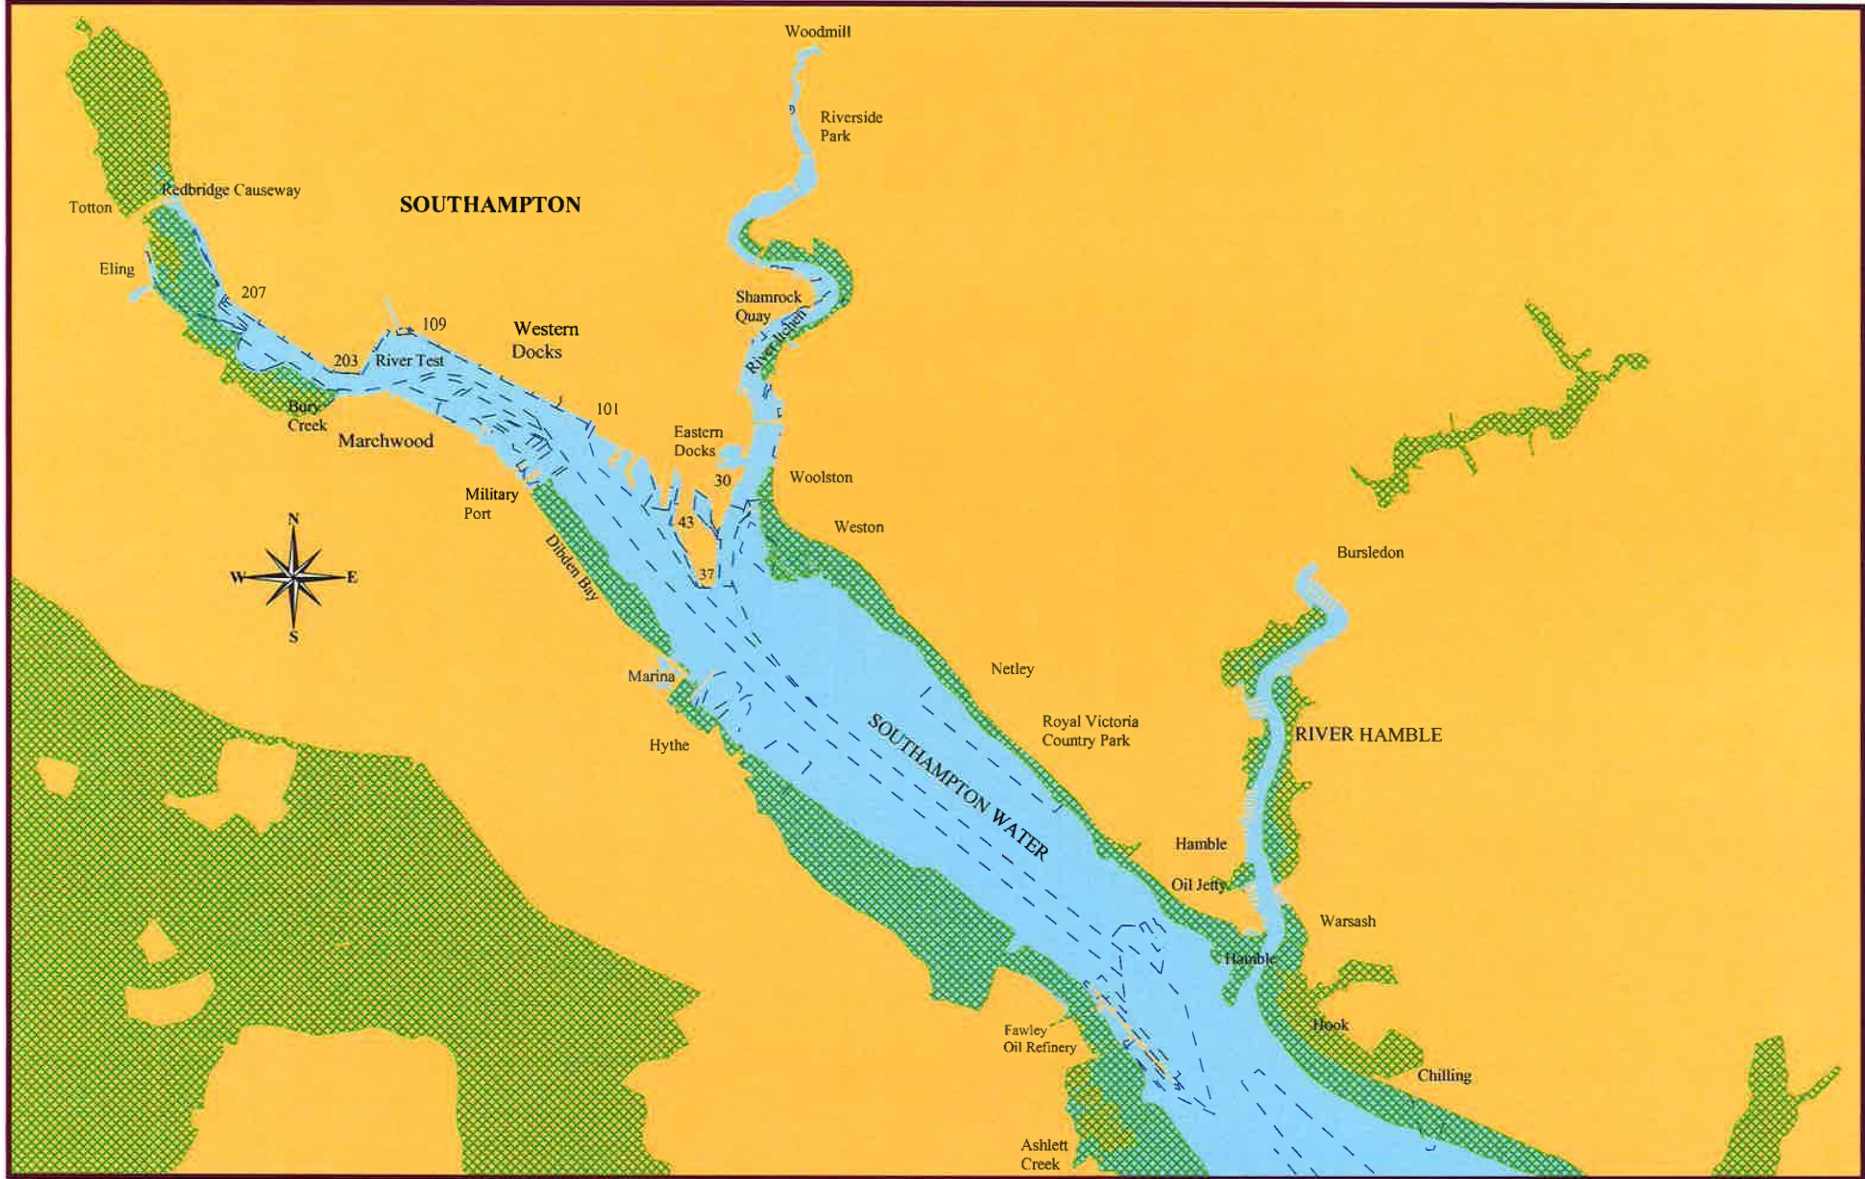 Woodmill
Riverside
Park
Redbridge Causeway
Totton
SOUTHAMPTON
Eling
207
Shamrock
Quay
River Itchen
109
Western
Docks
203
River Test
101
Bury
Creek
Marchwood
Eastern
Docks
30
Woolston
Military
Port
43
Weston
N
W
E
S
Dibden Bay
37
Bursledon
Marina
Netley
Hythe
Royal Victoria
Country Park
RIVER HAMBLE
SOUTHAMPTON WATER
Hamble
Oil Jetty
Warsash
Hamble
Fawley
Oil Refinery
Hook
Chilling
Ashlett
Creek